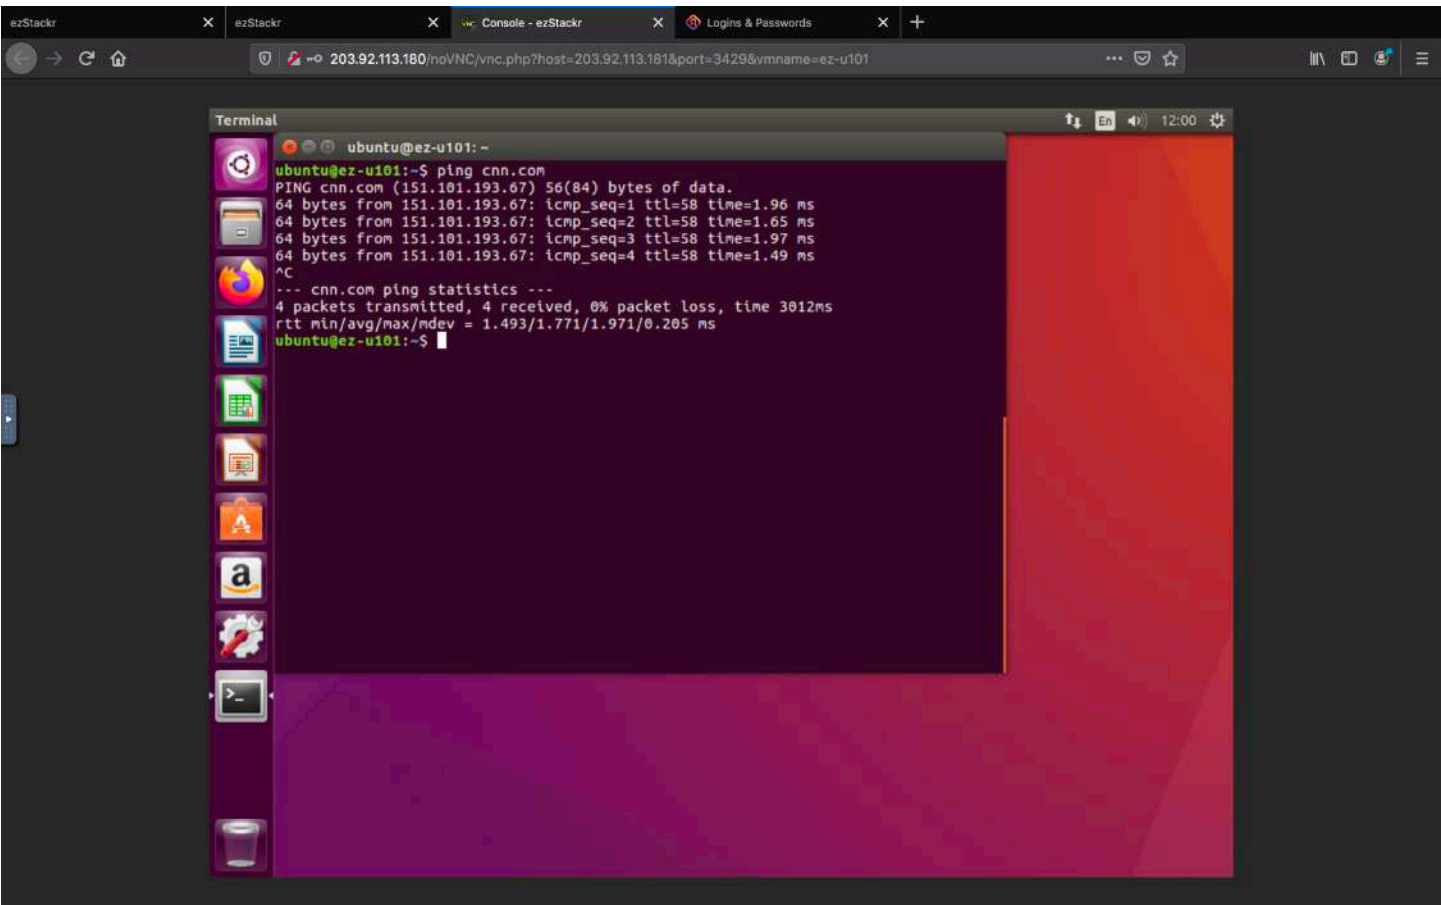 ezStackr
ezStackr
Console - ezStackr
Logins & Passwords
203.92.113.180/noVNC/vnc.php?host=203.92.113.181&port=3429&vmname=ez-u101
Terminal
En
12:00
ubuntu@ez-u101: ~
ubuntu@ez-u101:~$ ping cnn.com
PING cnn.com (151.101.193.67) 56(84) bytes of data.
64 bytes from 151.101.193.67: icmp_seq=1 ttl=58 time=1.96 ms
64 bytes from 151.101.193.67: icmp_seq=2 ttl=58 time=1.65 ms
64 bytes from 151.101.193.67: icmp_seq=3 ttl=58 time=1.97 ms
64 bytes from 151.101.193.67: icmp_seq=4 ttl=58 time=1.49 ms
^C
--- cnn.com ping statistics ---
4 packets transmitted, 4 received, 0% packet loss, time 3012ms
rtt min/avg/max/mdev = 1.493/1.771/1.971/0.205 ms
ubuntu@ez-u101:~$